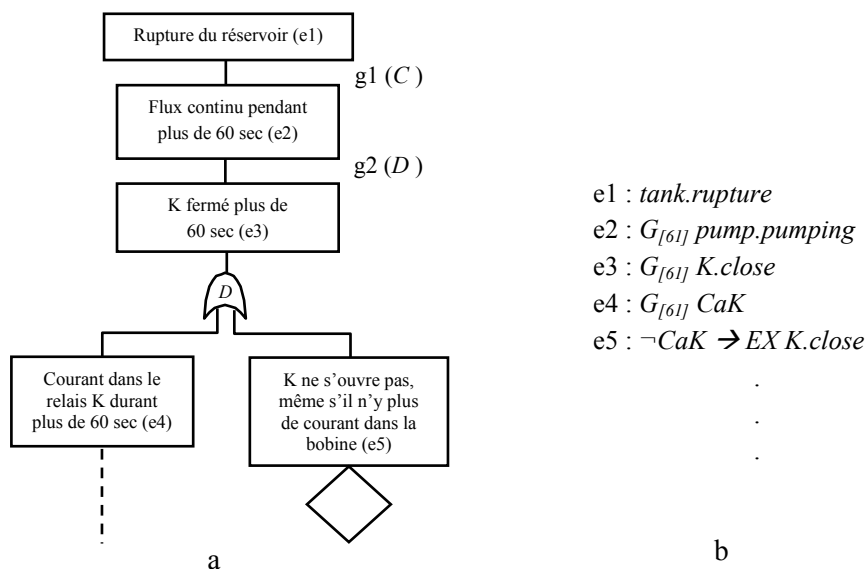 Rupture du réservoir (e1)
g1 (C)
Flux continu pendant
plus de 60 sec (e2)
g2 (D)
K fermé plus de
60 sec (e3)
D
Courant dans le
relais K durant
plus de 60 sec (e4)
K ne s'ouvre pas,
même s'il n'y plus
de courant dans la
bobine (e5)
a
e1 : tank.rupture
e2 : G[61] pump.pumping
e3 : G[61] K.close
e4 : G[61] CaK
e5 : ¬CaK → EX K.close
.
.
.
b